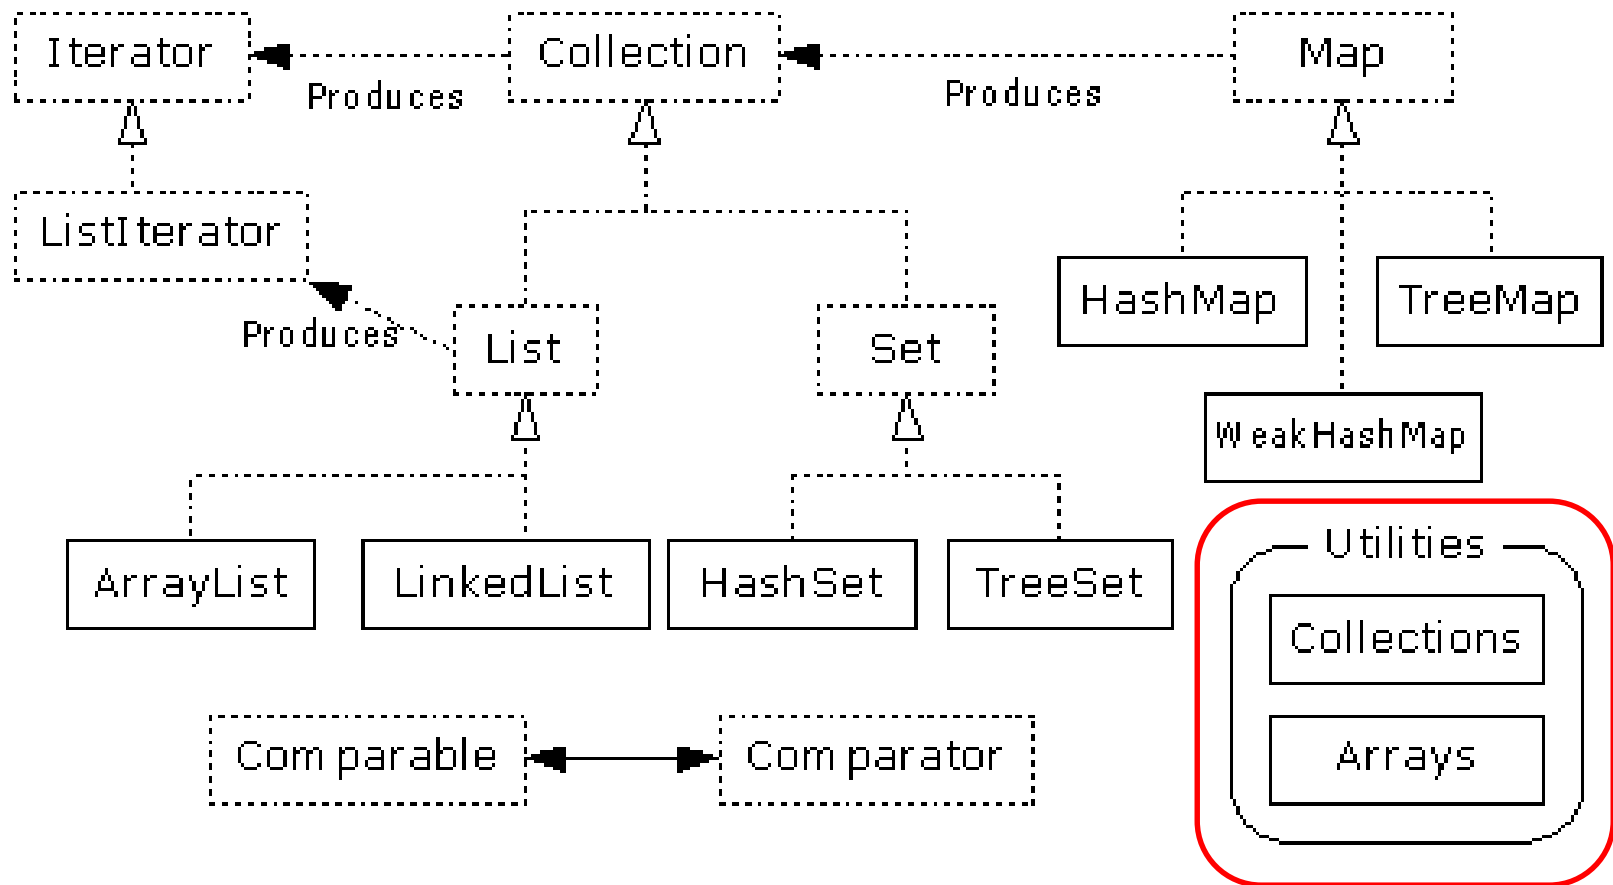 Iterator
Collection
Map
Produces
Produces
ListIterator
HashMap
TreeMap
Produces
List
Set
WeakHashMap
Utilities
ArrayList
LinkedList
HashSet
TreeSet
Collections
Comparable
Comparator
Arrays